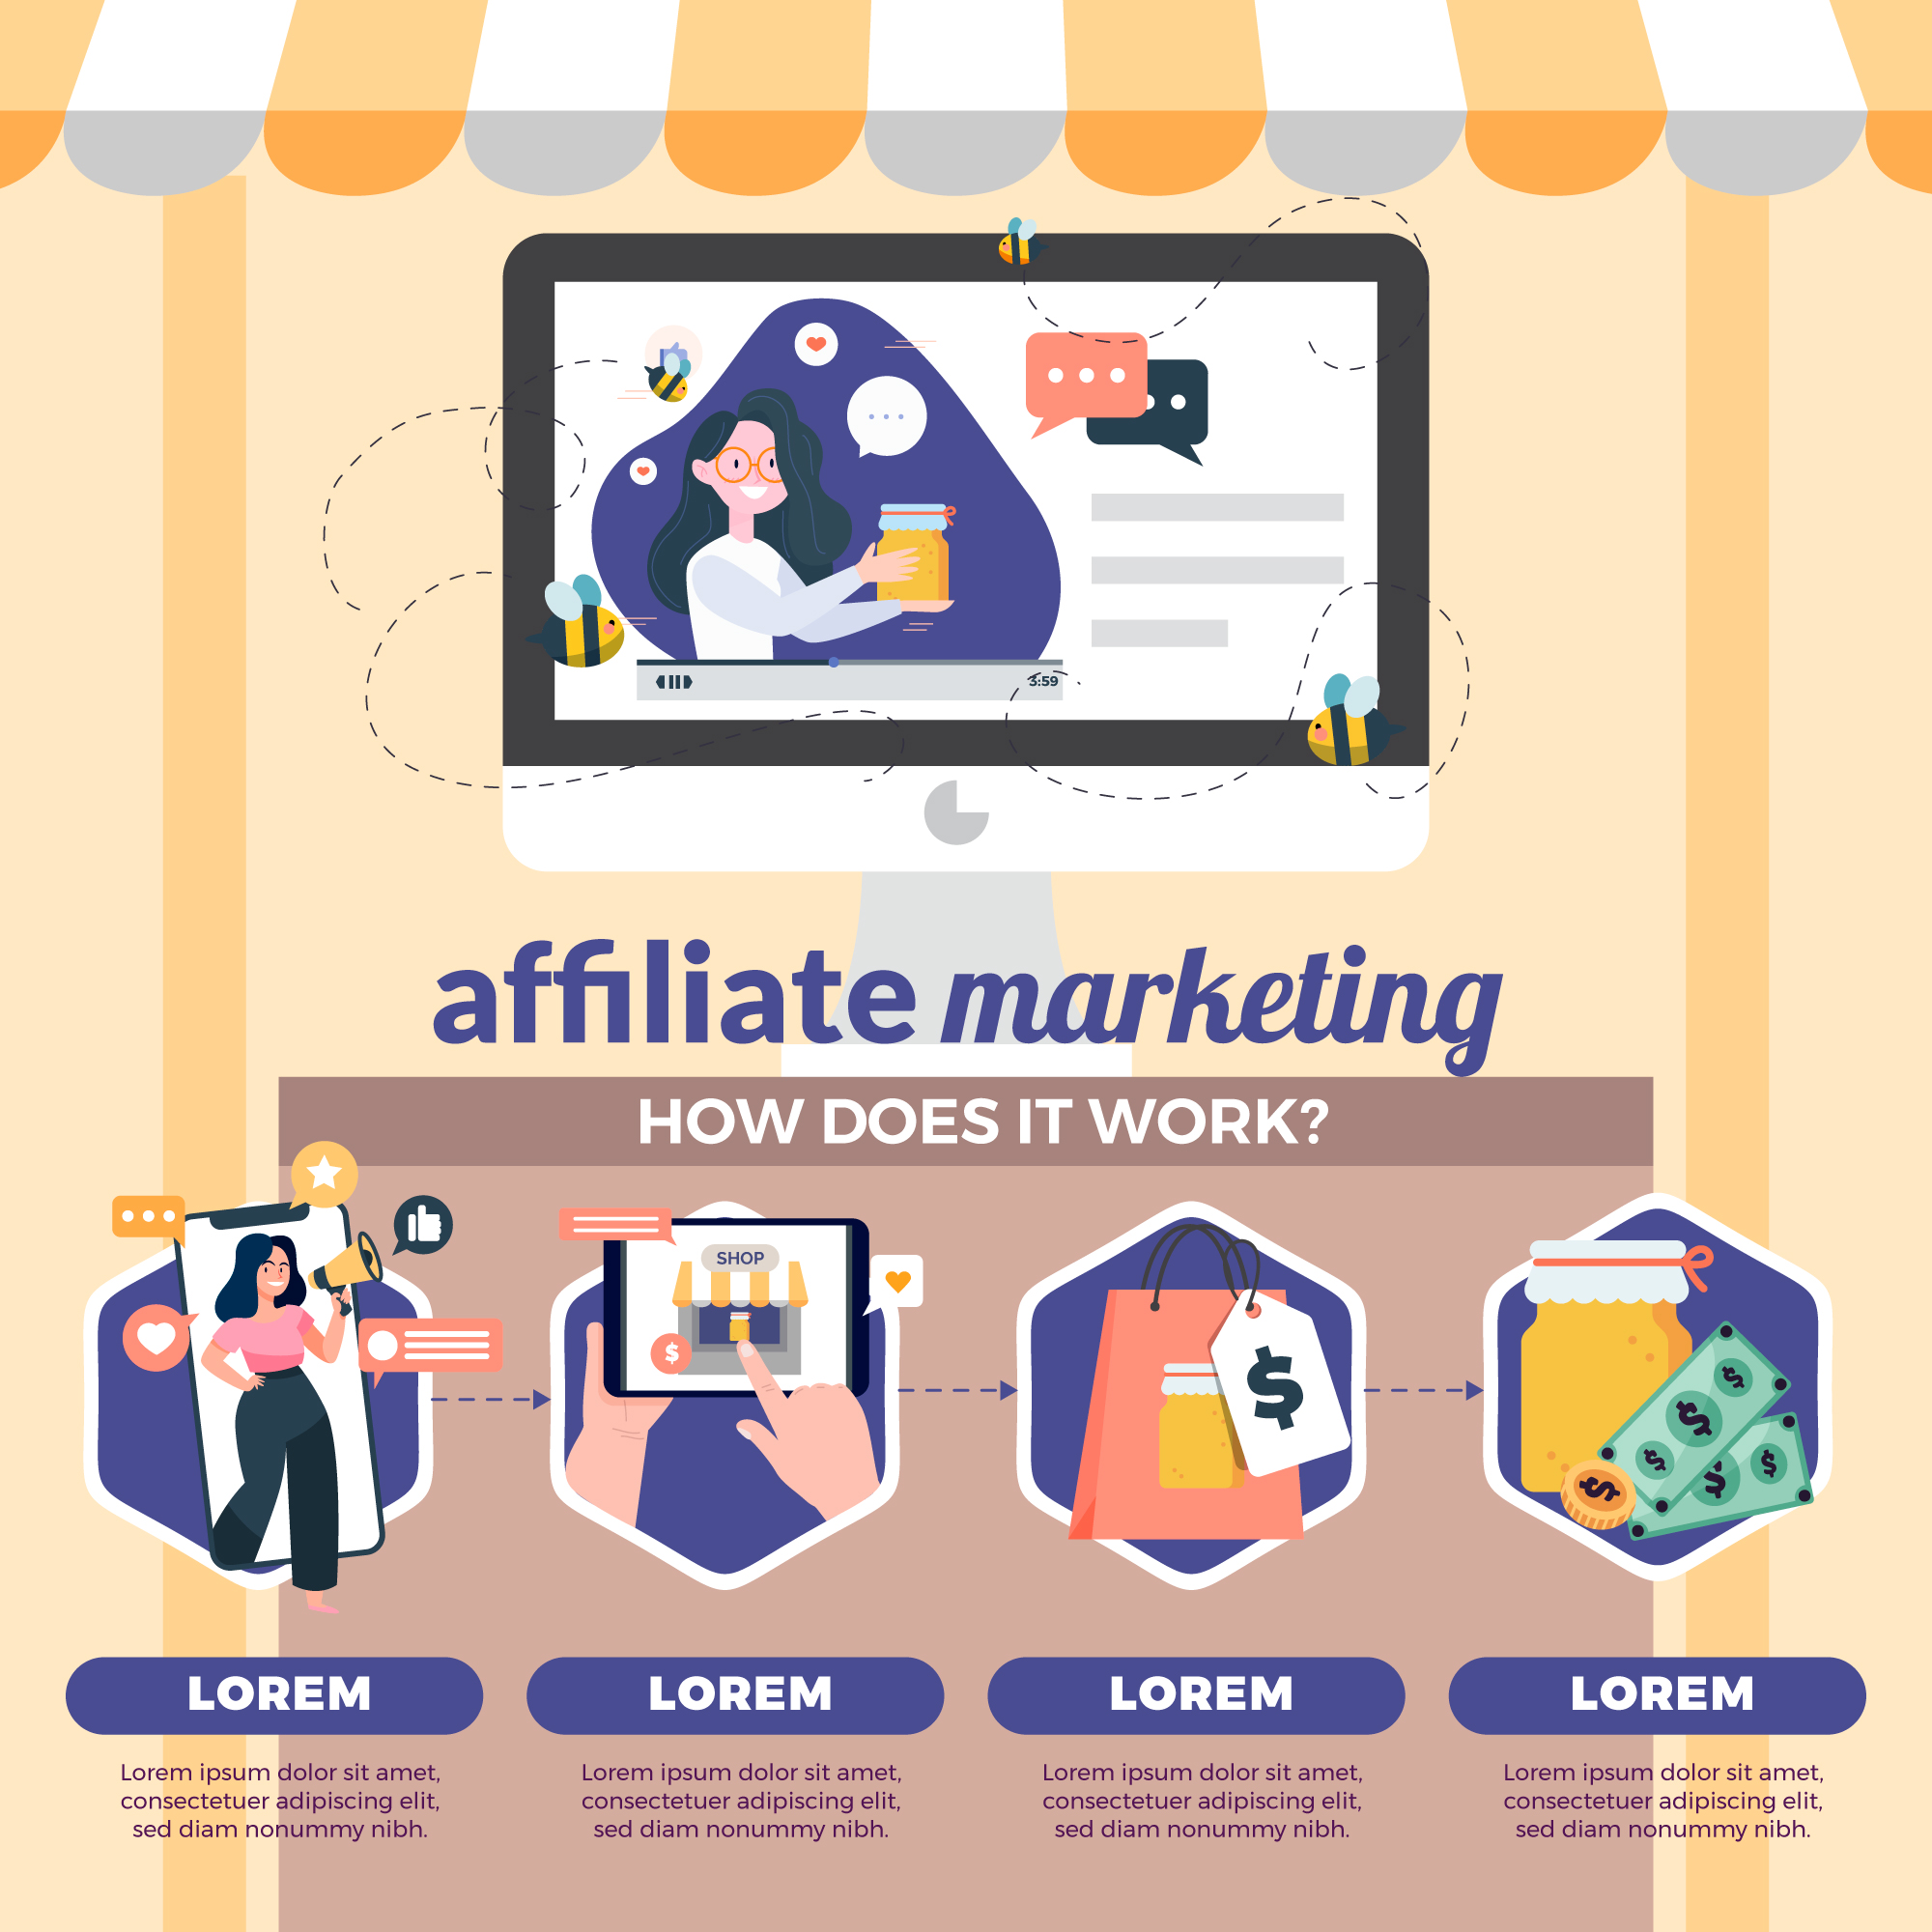 3:59
affiliate marketing
HOW DOES IT WORK?
SHOP
$
$
$ $ $ $ $ $
LOREM
LOREM
LOREM
LOREM
Lorem ipsum dolor sit amet,
consectetuer adipiscing elit,
sed diam nonummy nibh.
Lorem ipsum dolor sit amet,
consectetuer adipiscing elit,
sed diam nonummy nibh.
Lorem ipsum dolor sit amet,
consectetuer adipiscing elit,
sed diam nonummy nibh.
Lorem ipsum dolor sit amet,
consectetuer adipiscing elit,
sed diam nonummy nibh.